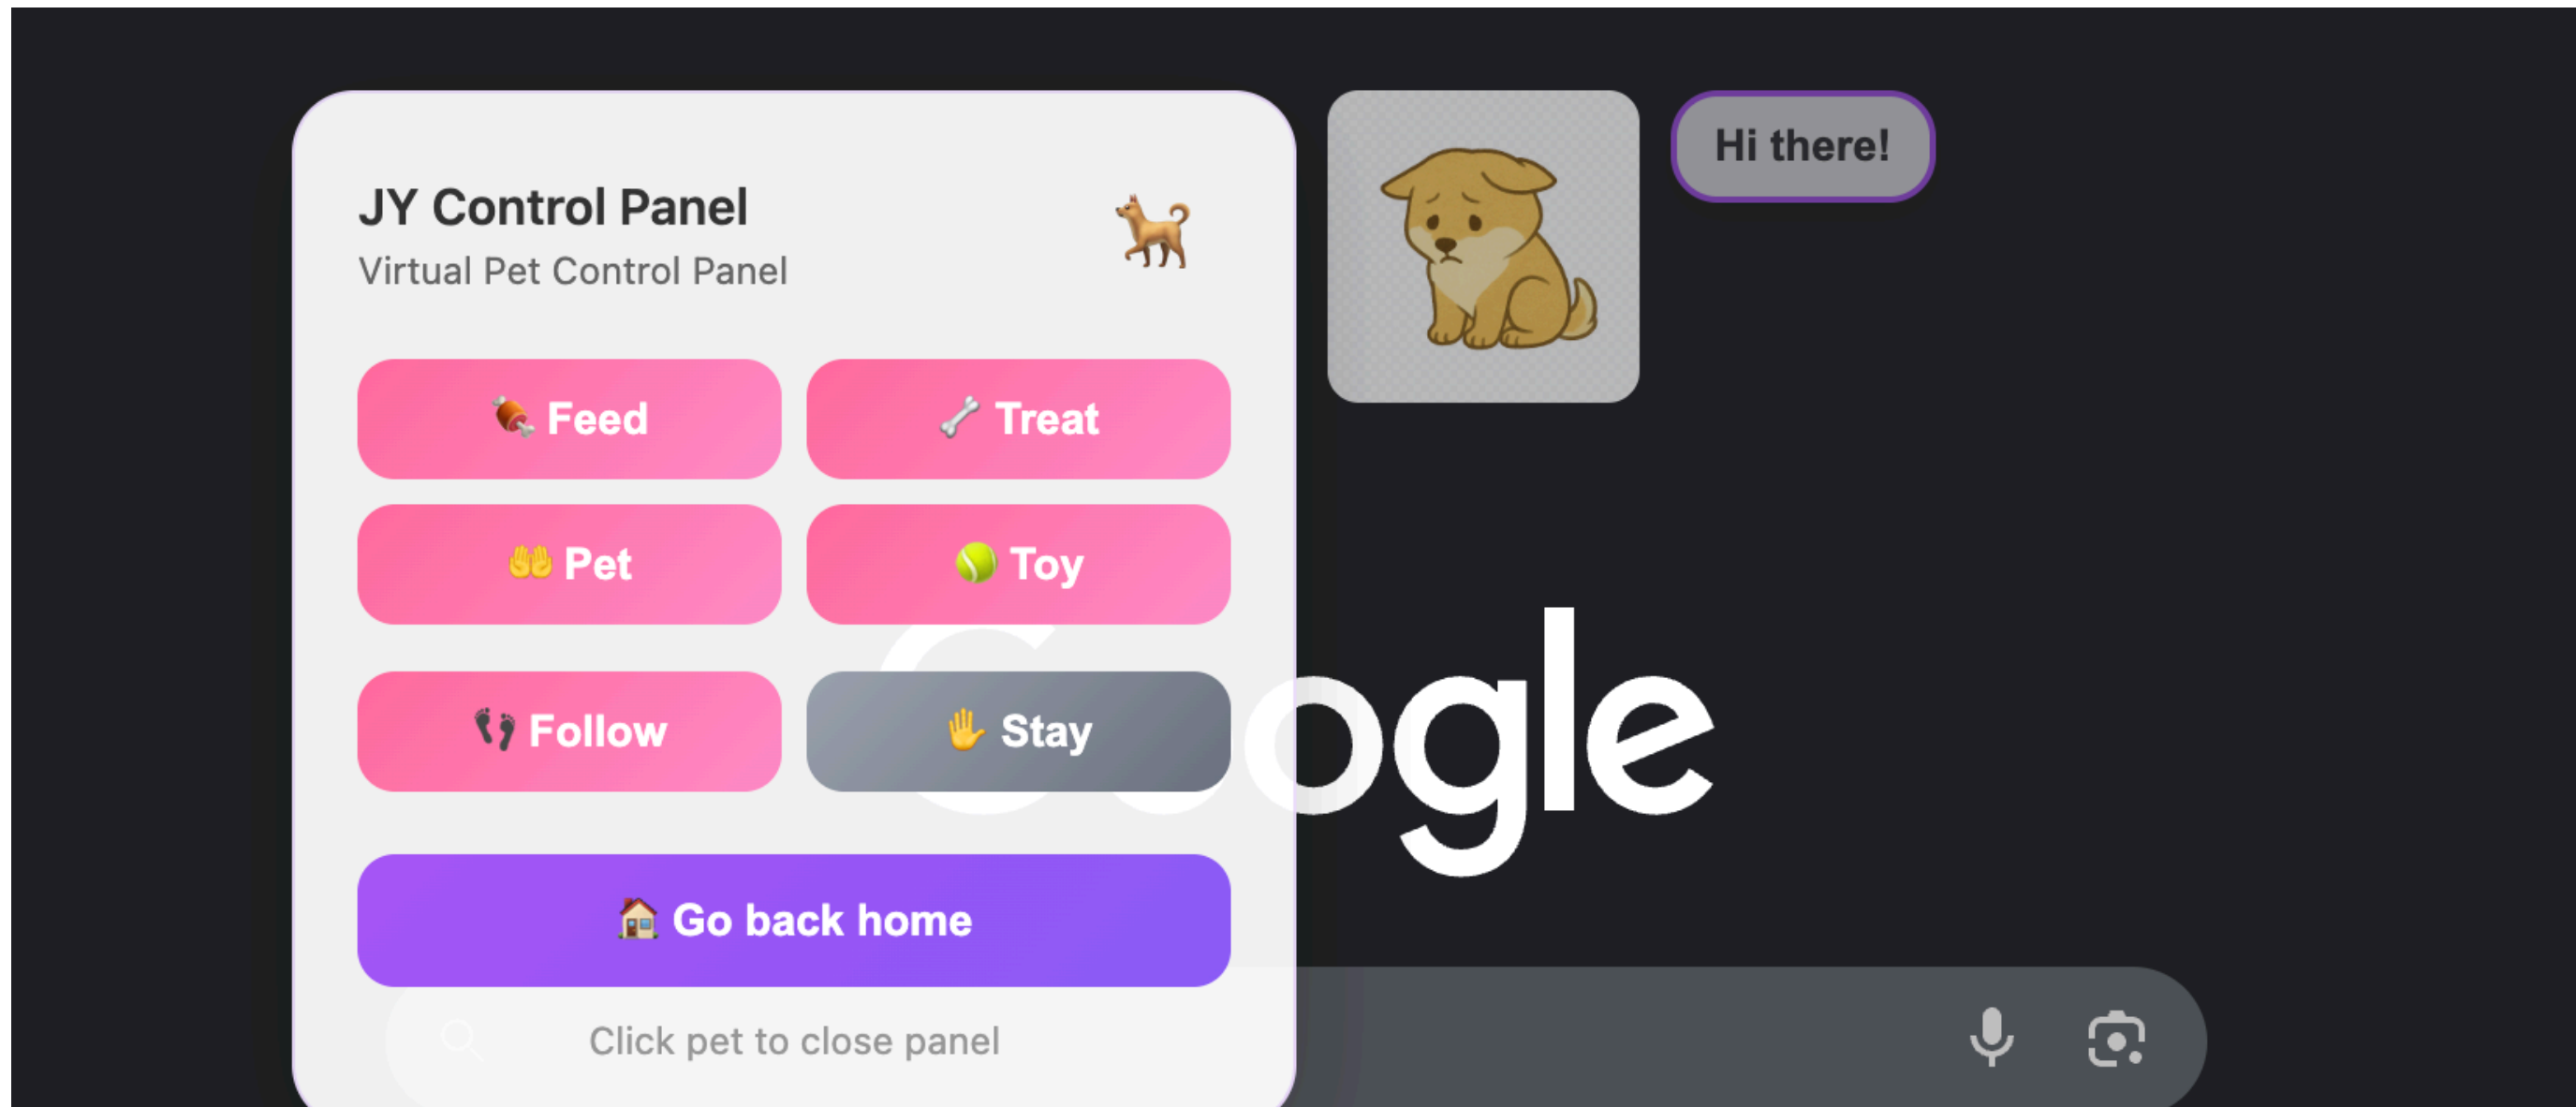 JY Control Panel
Virtual Pet Control Panel
Feed
Treat
Pet
Toy
Follow
Stay
Go back home
Click pet to close panel
Hi there!
Google